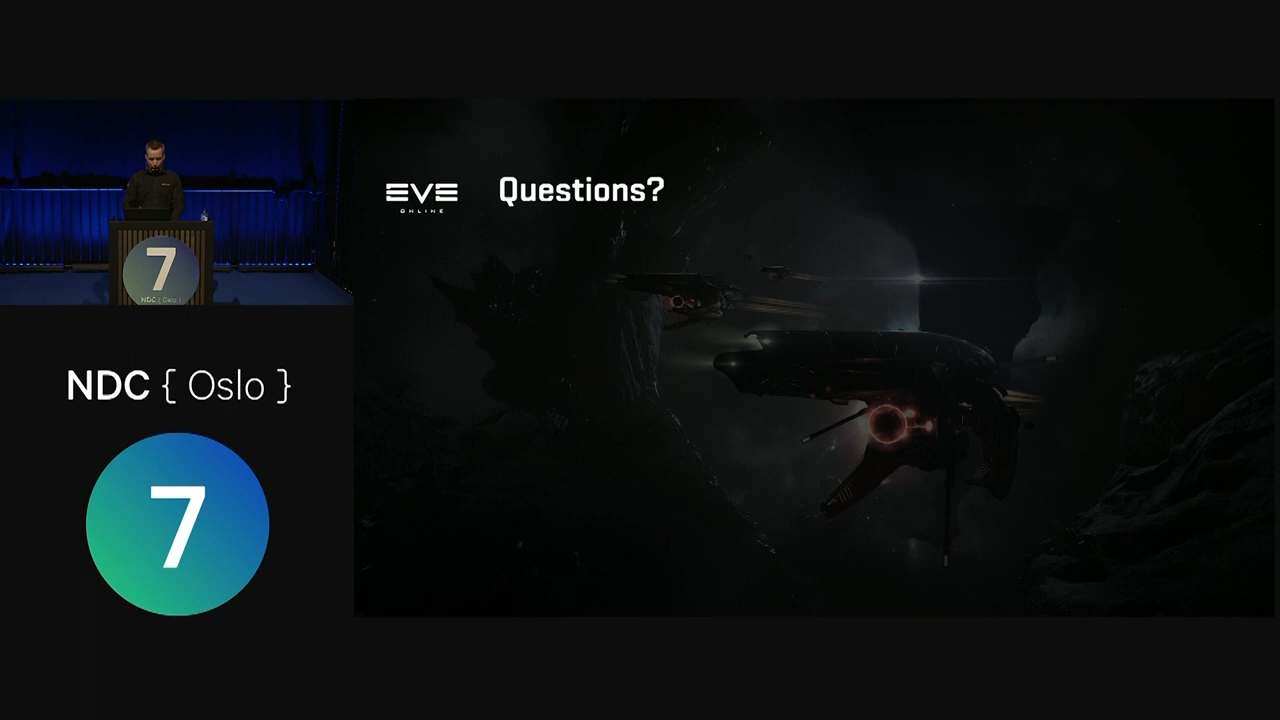 EVE
ONLINE
Questions?
7
NDC { Oslo }
NDC { Oslo }
7